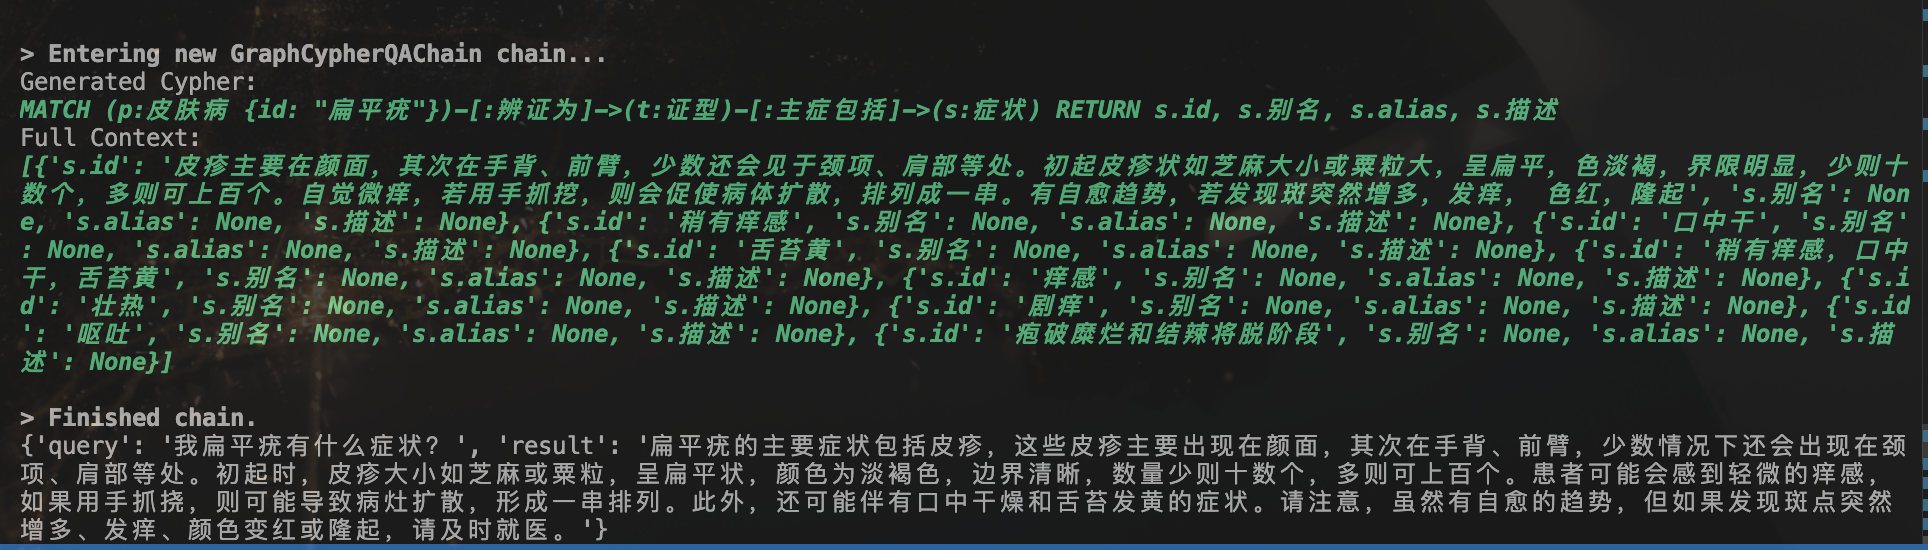 > Entering new GraphCypherQAChain chain...
Generated Cypher:
MATCH (p:皮肤病 {id: "扁平疣"})-[:辨证为]->(t:证型)-[:主症包括]->(s:症状) RETURN s.id, s.别名, s.alias, s.描述
Full Context:
[{'s.id': '皮疹主要在颜面，其次在手背、前臂，少数还会见于颈项、肩部等处。初起皮疹状如芝麻大小或粟粒大，呈扁平，色淡褐，界限明显，少则十
数个，多则可上百个。自觉微痒，若用手抓挖，则会促使病体扩散，排列成一串。有自愈趋势，若发现斑突然增多，发痒， 色红，隆起', 's.别名': Non
e, 's.alias': None, 's.描述': None}, {'s.id': '稍有痒感', 's.别名': None, 's.alias': None, 's.描述': None}, {'s.id': '口中干', 's.别名'
: None, 's.alias': None, 's.描述': None}, {'s.id': '舌苔黄', 's.别名': None, 's.alias': None, 's.描述': None}, {'s.id': '稍有痒感，口中
干，舌苔黄', 's.别名': None, 's.alias': None, 's.描述': None}, {'s.id': '痒感', 's.别名': None, 's.alias': None, 's.描述': None}, {'s.i
d': '壮热', 's.别名': None, 's.alias': None, 's.描述': None}, {'s.id': '剧痒', 's.别名': None, 's.alias': None, 's.描述': None}, {'s.id
': '呕吐', 's.别名': None, 's.alias': None, 's.描述': None}, {'s.id': '疱破糜烂和结辣将脱阶段', 's.别名': None, 's.alias': None, 's.描
述': None}]
> Finished chain.
{'query': '我扁平疣有什么症状？', 'result': '扁平疣的主要症状包括皮疹，这些皮疹主要出现在颜面，其次在手背、前臂，少数情况下还会出现在颈
项、肩部等处。初起时，皮疹大小如芝麻或粟粒，呈扁平状，颜色为淡褐色，边界清晰，数量少则十数个，多则可上百个。患者可能会感到轻微的痒感，
如果用手抓挠，则可能导致病灶扩散，形成一串排列。此外，还可能伴有口中干燥和舌苔发黄的症状。请注意，虽然有自愈的趋势，但如果发现斑点突然
增多、发痒、颜色变红或隆起，请及时就医。'}